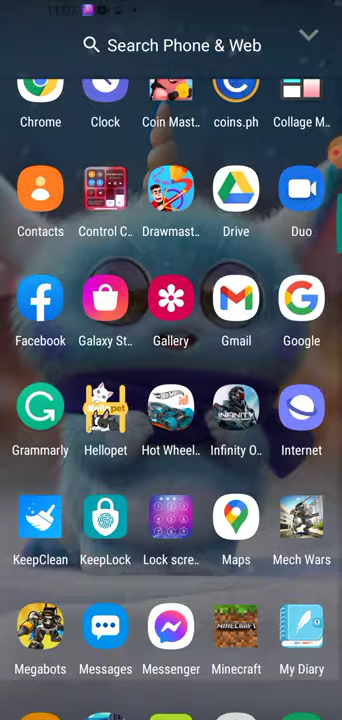 11:07
Search Phone & Web
Chrome
Clock
Coin Mast..
coins.ph
Collage M..
Contacts
Control C..
Drawmast..
Drive
Duo
Facebook
Galaxy St..
Gallery
Gmail
Google
Grammarly
Hellopet
Hot Wheel..
Infinity O..
Internet
KeepClean
KeepLock
Lock scre..
Maps
Mech Wars
Megabots
Messages
Messenger
Minecraft
My Diary